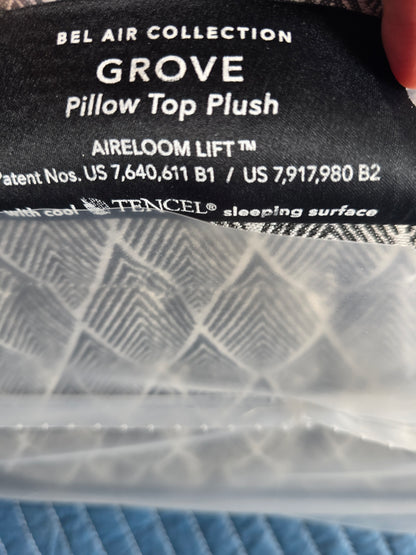 BEL AIR COLLECTION
GROVE
Pillow Top Plush
AIRELOOM LIFT™
Patent Nos. US 7,640,611 B1 / US 7,917,980 B2
with cool TENCEL® sleeping surface